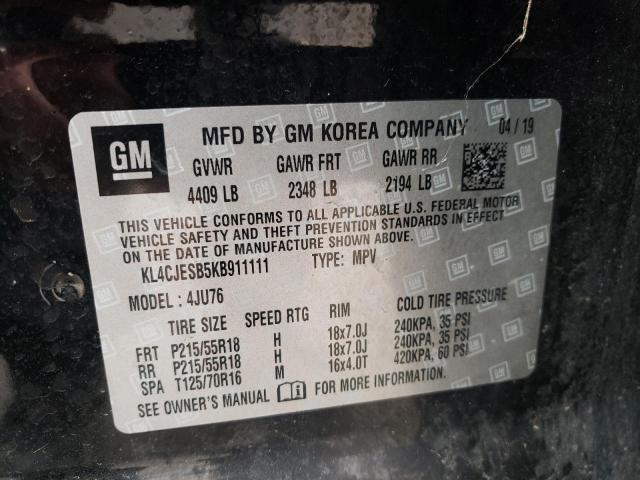 GM
MFD BY GM KOREA COMPANY 04 / 19
GVWR GAWR FRT GAWR RR
4409 LB 2348 LB 2194 LB
THIS VEHICLE CONFORMS TO ALL APPLICABLE U.S. FEDERAL MOTOR
VEHICLE SAFETY AND THEFT PREVENTION STANDARDS IN EFFECT
ON THE DATE OF MANUFACTURE SHOWN ABOVE.
KL4CJESB5KB911111 TYPE: MPV
MODEL : 4JU76
TIRE SIZE SPEED RTG RIM COLD TIRE PRESSURE
FRT P215/55R18 H 18x7.0J 240KPA, 35 PSI
RR P215/55R18 H 18x7.0J 240KPA, 35 PSI
SPA T125/70R16 M 16x4.0T 420KPA, 60 PSI
SEE OWNER'S MANUAL FOR MORE INFORMATION